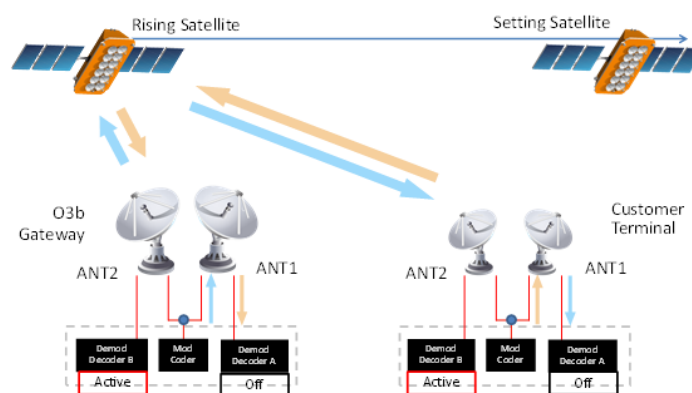 Rising Satellite
Setting Satellite
O3b
Gateway
ANT2
ANT1
Customer
Terminal
ANT2
ANT1
Demod
Decoder B
Mod
Coder
Demod
Decoder A
Active
Off
Demod
Decoder B
Mod
Coder
Demod
Decoder A
Active
Off